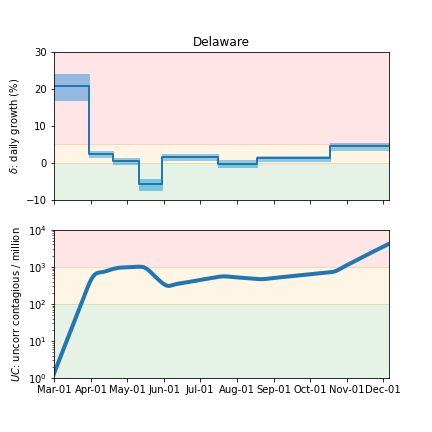 Delaware
δ: daily growth (%)
30
20
10
0
−10
UC: uncorr contagious / million
10⁴
10³
10²
10¹
10⁰
Mar-01 Apr-01 May-01 Jun-01 Jul-01 Aug-01 Sep-01 Oct-01 Nov-01 Dec-01